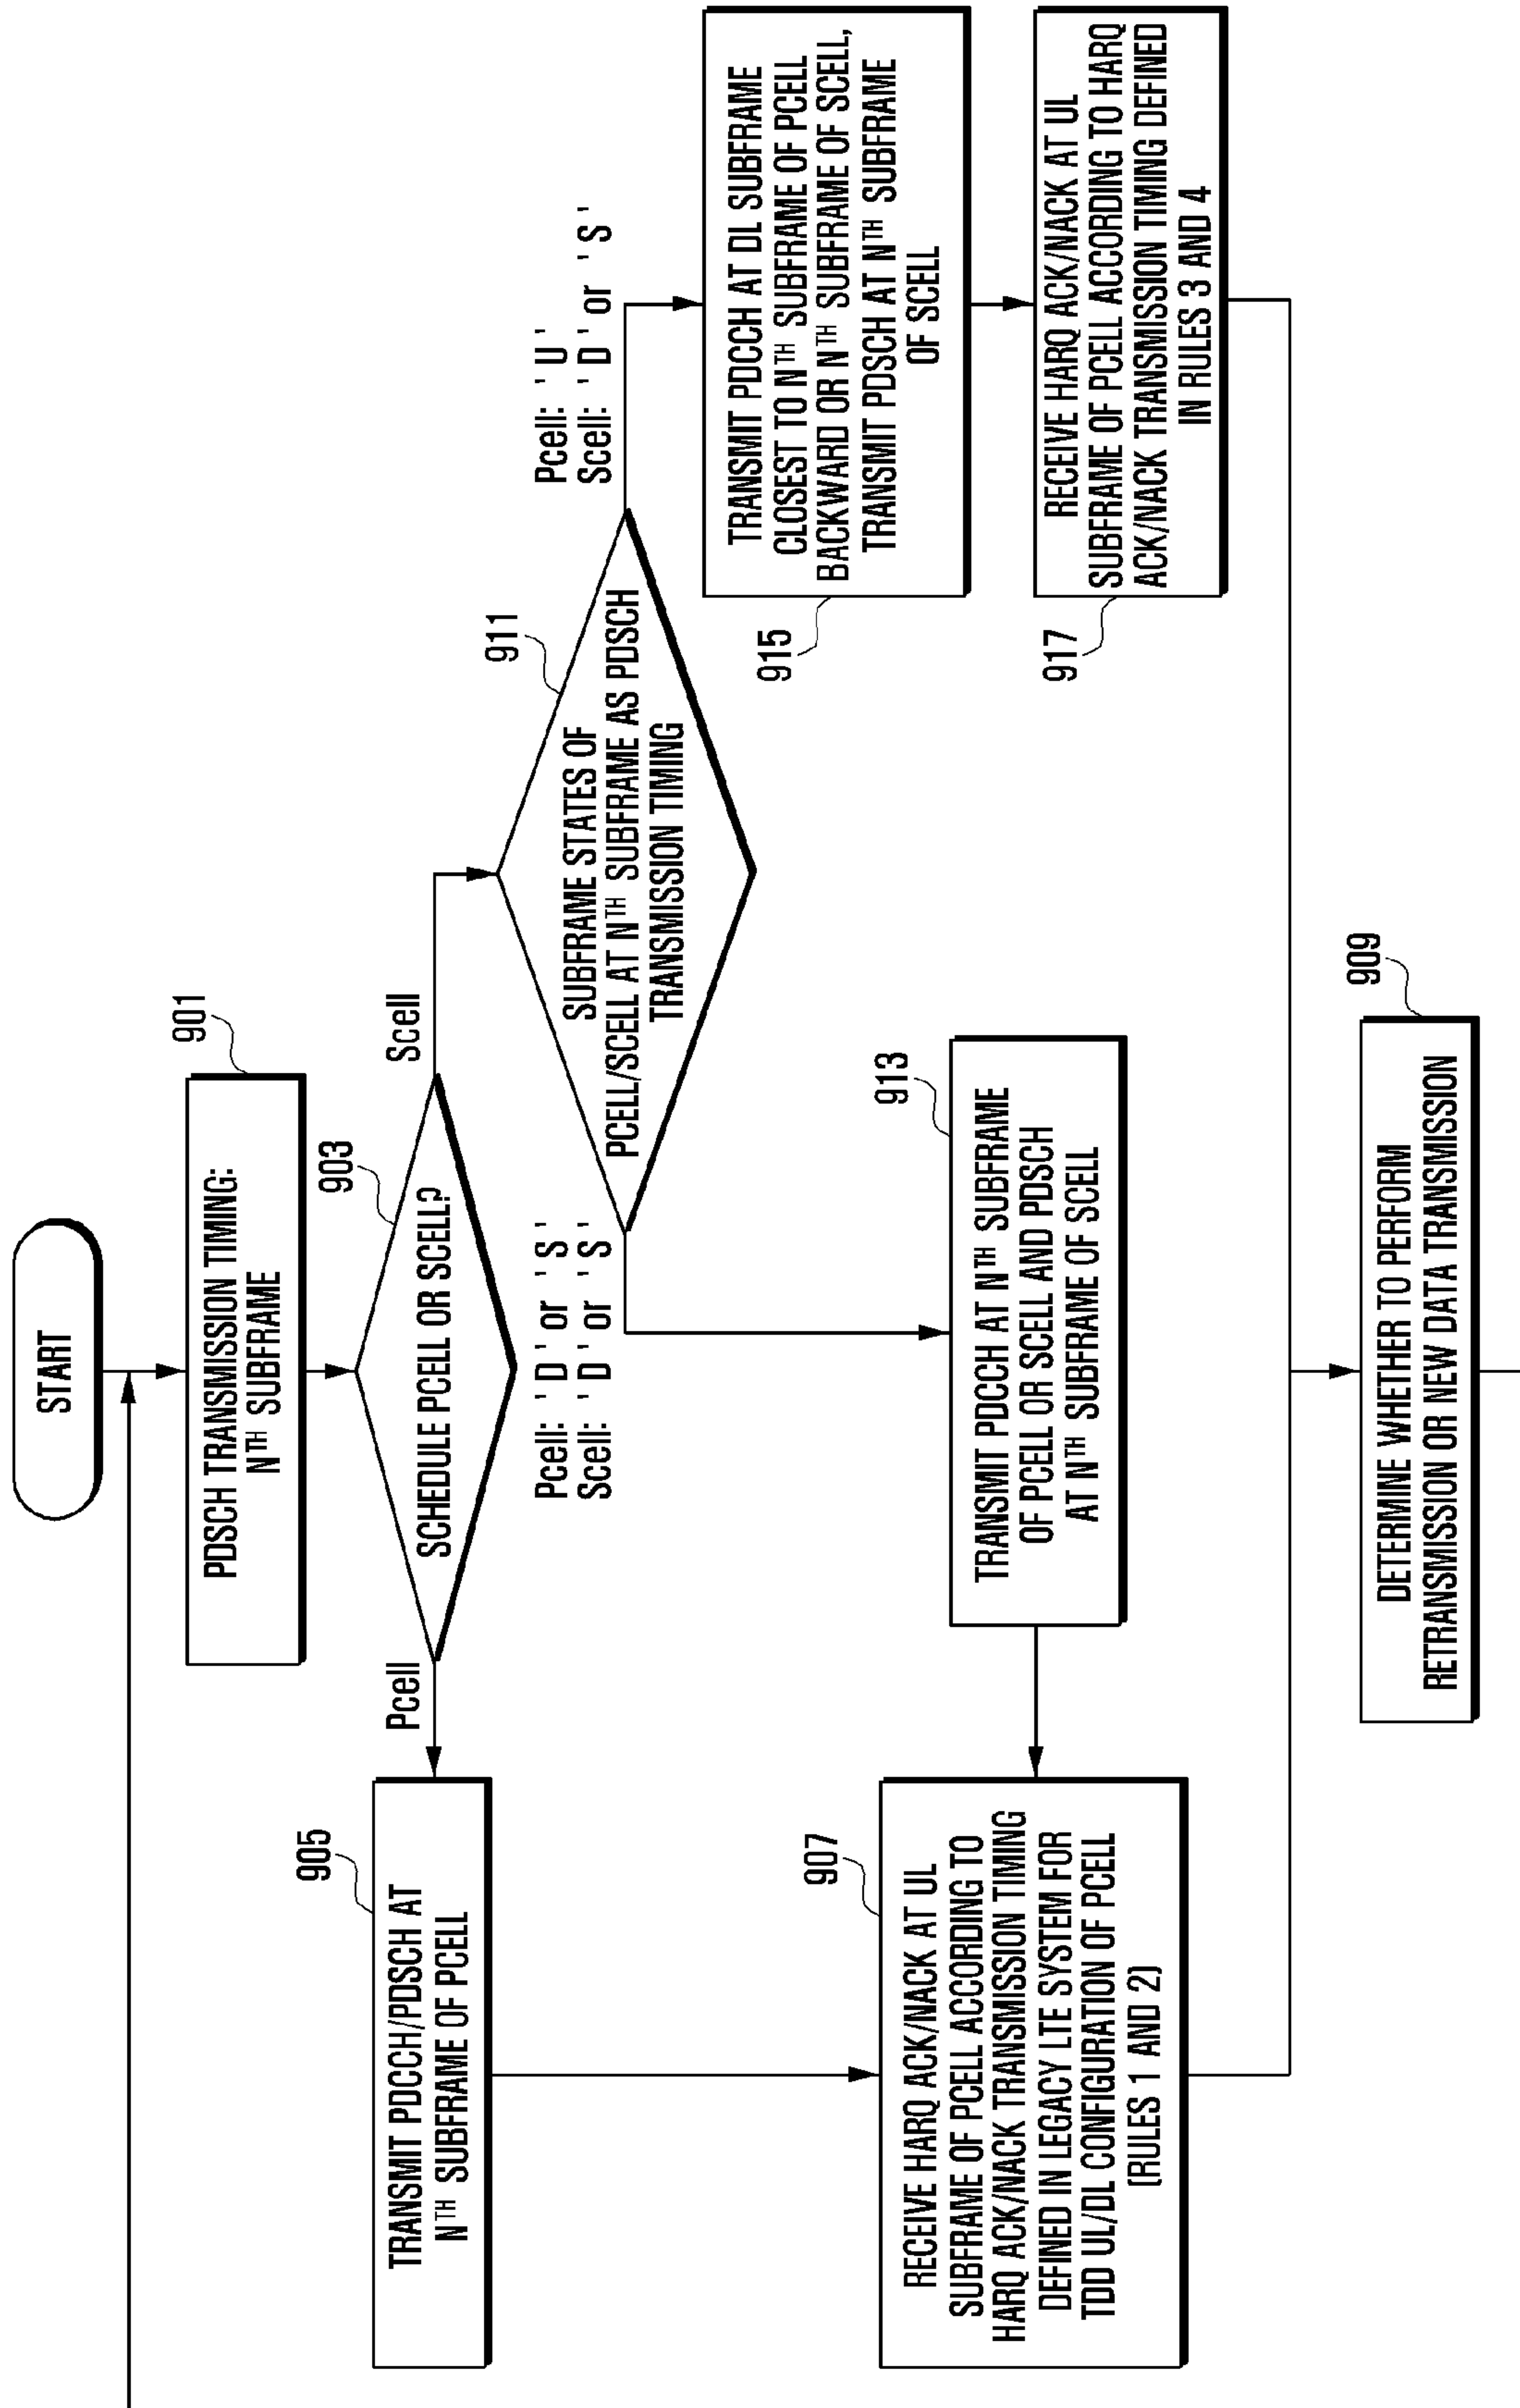 START
901
PDSCH TRANSMISSION TIMING:
NTH SUBFRAME
903
SCHEDULE PCELL OR SCELL?
Pcell
Scell
905
TRANSMIT PDCCH/PDSCH AT
NTH SUBFRAME OF PCELL
911
SUBFRAME STATES OF
PCELL/SCELL AT NTH SUBFRAME AS PDSCH
TRANSMISSION TIMING
Pcell: 'D' or 'S'
Scell: 'D' or 'S'
Pcell: 'U'
Scell: 'D' or 'S'
907
RECEIVE HARQ ACK/NACK AT UL
SUBFRAME OF PCELL ACCORDING TO
HARQ ACK/NACK TRANSMISSION TIMING
DEFINED IN LEGACY LTE SYSTEM FOR
TDD UL/DL CONFIGURATION OF PCELL
(RULES 1 AND 2)
913
TRANSMIT PDCCH AT NTH SUBFRAME
OF PCELL OR SCELL AND PDSCH
AT NTH SUBFRAME OF SCELL
915
TRANSMIT PDCCH AT DL SUBFRAME
CLOSEST TO NTH SUBFRAME OF PCELL
BACKWARD OR NTH SUBFRAME OF SCELL,
TRANSMIT PDSCH AT NTH SUBFRAME
OF SCELL
917
RECEIVE HARQ ACK/NACK AT UL
SUBFRAME OF PCELL ACCORDING TO HARQ
ACK/NACK TRANSMISSION TIMING DEFINED
IN RULES 3 AND 4
909
DETERMINE WHETHER TO PERFORM
RETRANSMISSION OR NEW DATA TRANSMISSION